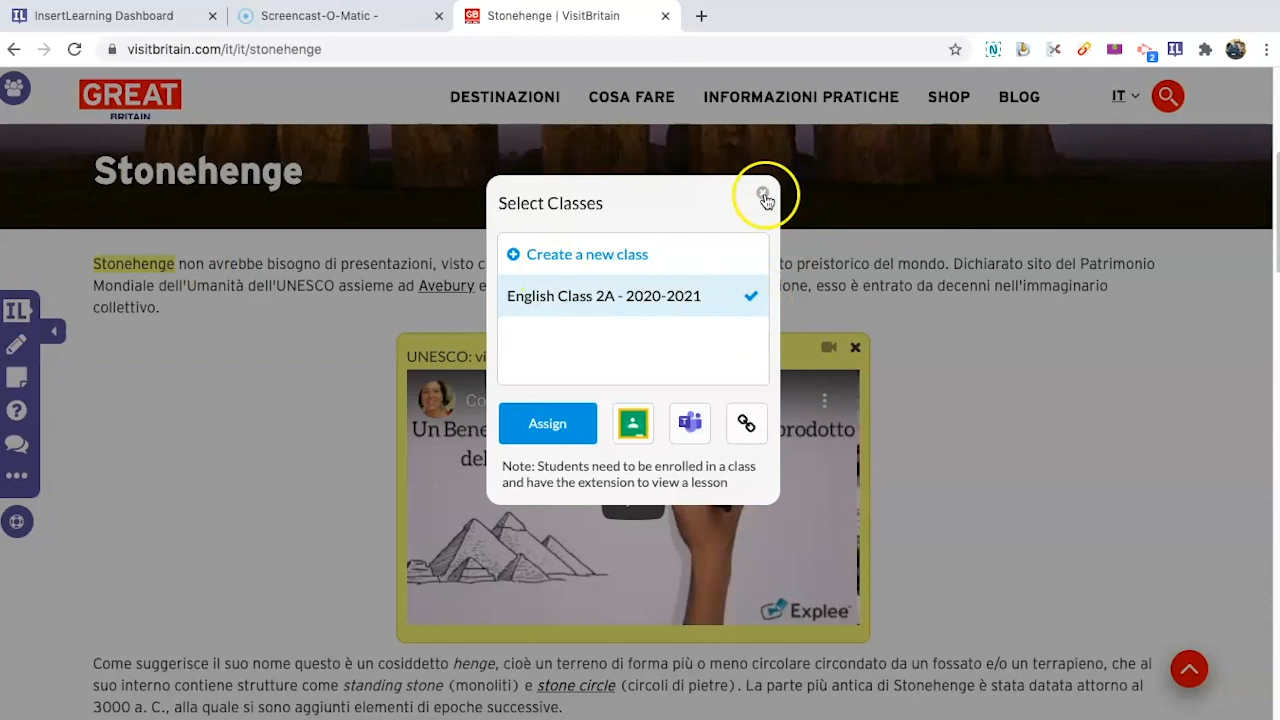 InsertLearning Dashboard
Screencast-O-Matic -
Stonehenge | VisitBritain
visitbritain.com/it/it/stonehenge
2
GREAT
BRITAIN
DESTINAZIONI COSA FARE INFORMAZIONI PRATICHE SHOP BLOG IT
Stonehenge
Select Classes
Create a new class
English Class 2A - 2020-2021
Assign
Note: Students need to be enrolled in a class
and have the extension to view a lesson
Stonehenge non avrebbe bisogno di presentazioni, visto to preistorico del mondo. Dichiarato sito del Patrimonio
Mondiale dell'Umanità dell'UNESCO assieme ad Avebury e esso è entrato da decenni nell'immaginario
collettivo.
IL
UNESCO:
Un Bene prodotto
Explee
Come suggerisce il suo nome questo è un cosiddetto henge, cioè un terreno di forma più o meno circolare circondato da un fossato e/o un terrapieno, che al
suo interno contiene strutture come standing stone (monoliti) e stone circle (circoli di pietre). La parte più antica di Stonehenge è stata datata attorno al
3000 a. C., alla quale si sono aggiunti elementi di epoche successive.